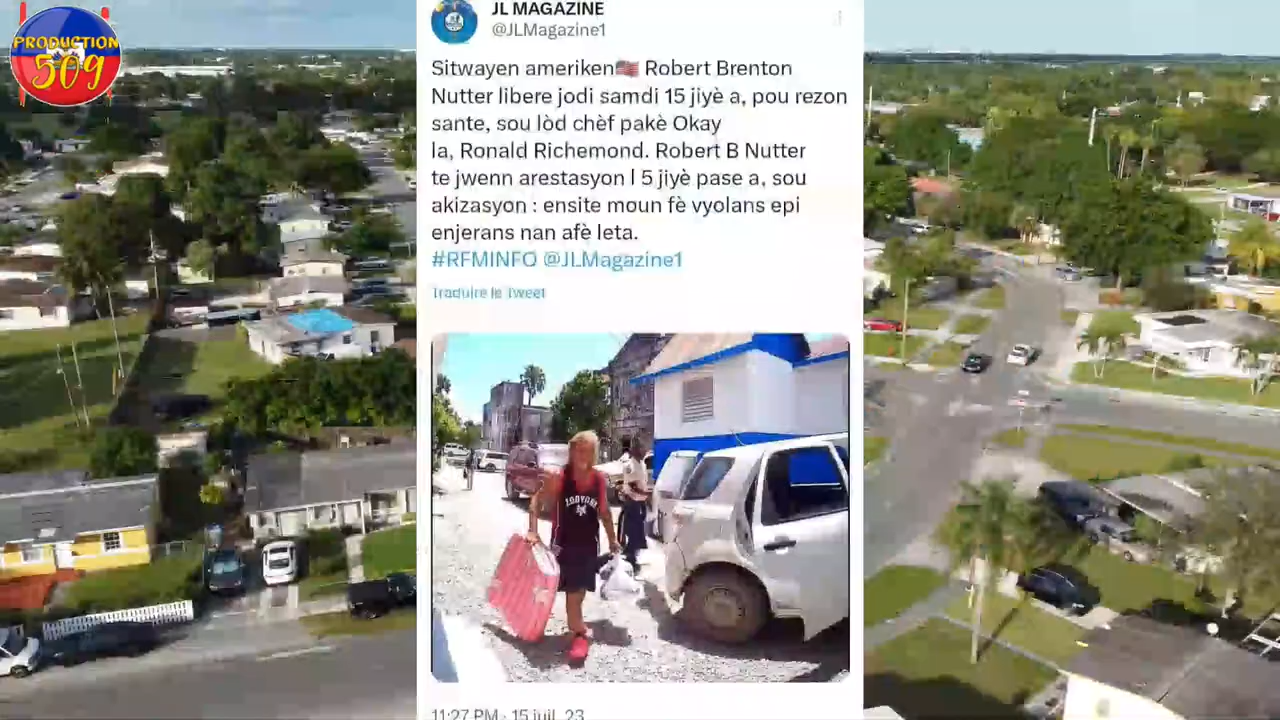 PRODUCTION
509
JL MAGAZINE
@JLMagazine1
Sitwayen ameriken🇺🇸 Robert Brenton
Nutter libere jodi samdi 15 jiyè a, pou rezon
sante, sou lòd chèf pakè Okay
la, Ronald Richemond. Robert B Nutter
te jwenn arestasyon l 5 jiyè pase a, sou
akizasyon : ensite moun fè vyolans epi
enjerans nan afè leta.
#RFMINFO @JLMagazine1
Traduire le Tweet
ZOOYORK
11:27 PM · 15 juil. 23